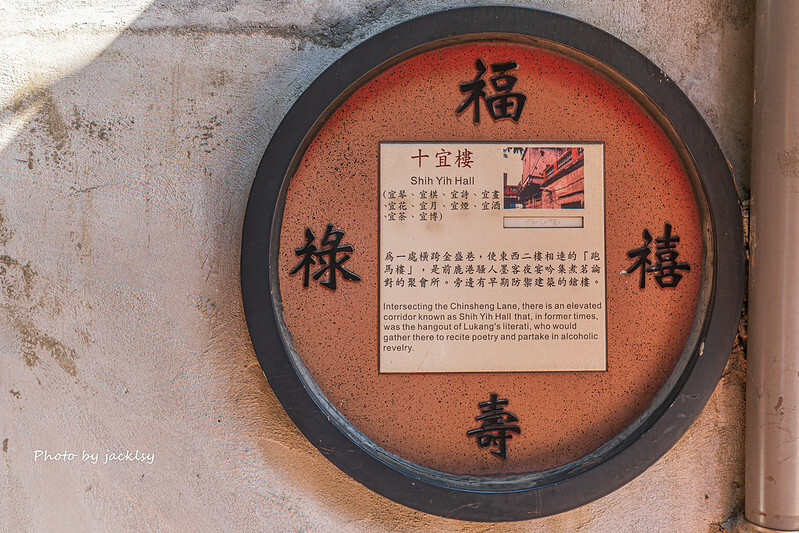 福
十宜樓
Shih Yih Hall
(宜琴、宜棋、宜詩、宜畫
、宜花、宜月、宜煙、宜酒
、宜茶、宜博)
祿
禧
爲一處橫跨金盛巷，使東西二樓相連的「跑
馬樓」，是前鹿港騷人墨客夜宴吟集煮茗論
對的聚會所。旁邊有早期防禦建築的銃樓。
Intersecting the Chinsheng Lane, there is an elevated
corridor known as Shih Yih Hall that, in former times,
was the hangout of Lukang's literati, who would
gather there to recite poetry and partake in alcoholic
revelry.
壽
Photo by jacklsy